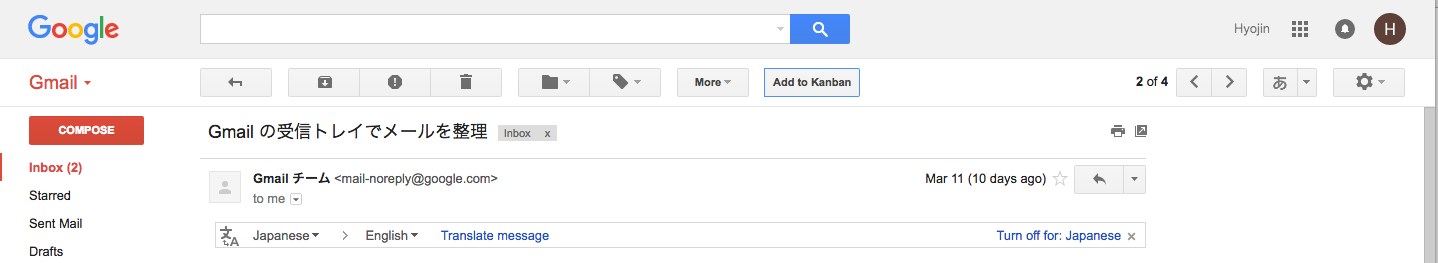 Google
Hyojin
H
Gmail
More
Add to Kanban
2 of 4
あ
COMPOSE
Gmail の受信トレイでメールを整理
Inbox x
Inbox (2)
Gmail チーム <mail-noreply@google.com>
Mar 11 (10 days ago)
Starred
to me
Sent Mail
文A
Japanese
>
English
Translate message
Turn off for: Japanese
x
Drafts